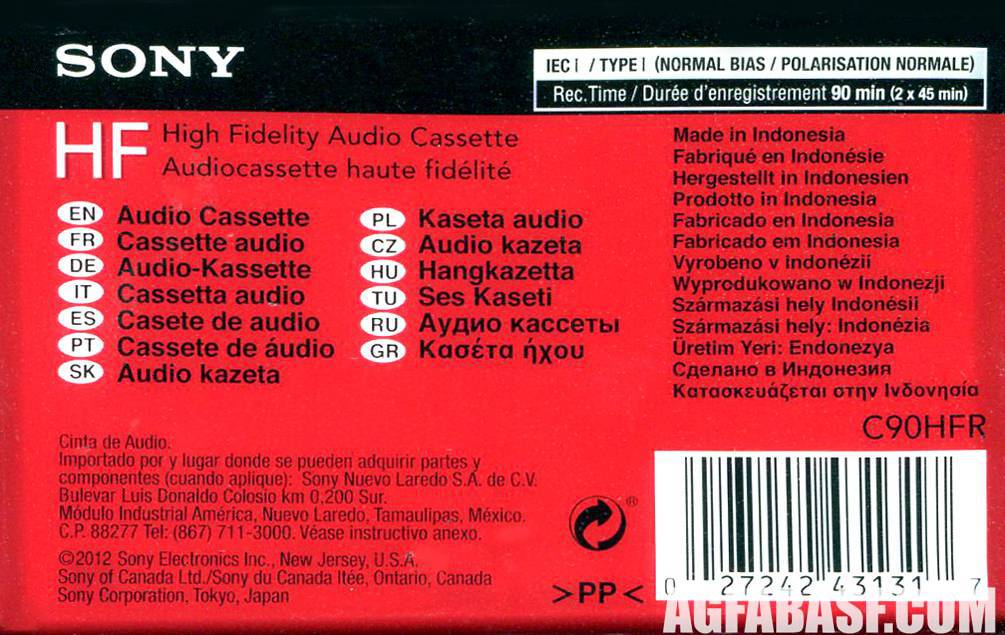 SONY
IEC I / TYPE I (NORMAL BIAS / POLARISATION NORMALE)
Rec.Time / Durée d'enregistrement 90 min (2 x 45 min)
HF High Fidelity Audio Cassette
Audiocassette haute fidélité
EN Audio Cassette
FR Cassette audio
DE Audio-Kassette
IT Cassetta audio
ES Casete de audio
PT Cassete de áudio
SK Audio kazeta
PL Kaseta audio
CZ Audio kazeta
HU Hangkazetta
TU Ses Kaseti
RU Аудио кассеты
GR Κασέτα ήχου
Made in Indonesia
Fabriqué en Indonésie
Hergestellt in Indonesien
Prodotto in Indonesia
Fabricado en Indonesia
Fabricado em Indonesia
Vyrobeno v Indonézii
Wyprodukowano w Indonezji
Származási hely Indonésii
Származási hely: Indonézia
Üretim Yeri: Endonezya
Сделано в Индонезия
Κατασκευάζεται στην Ινδονησία
C90HFR
Cinta de Audio.
Importado por y lugar donde se pueden adquirir partes y
componentes (cuando aplique): Sony Nuevo Laredo S.A. de C.V.
Bulevar Luis Donaldo Colosio km 0,200 Sur.
Módulo Industrial América, Nuevo Laredo, Tamaulipas, México.
C.P. 88277 Tel: (867) 711-3000. Véase instructivo anexo.
©2012 Sony Electronics Inc., New Jersey, U.S.A.
Sony of Canada Ltd./Sony du Canada ltée, Ontario, Canada
Sony Corporation, Tokyo, Japan
®
>PP<
0 27242 43131 7
AGFABASF.COM